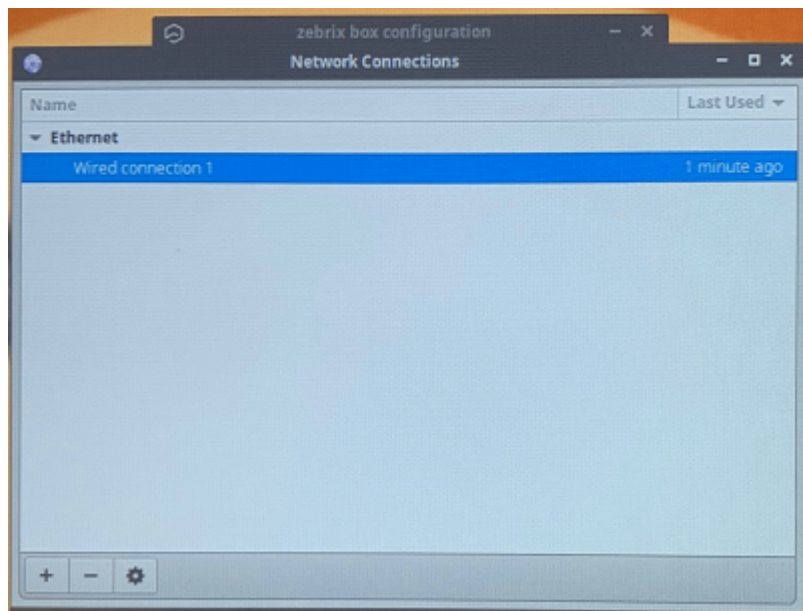 zebrix box configuration
Network Connections
Name Last Used
Ethernet
Wired connection 1 1 minute ago